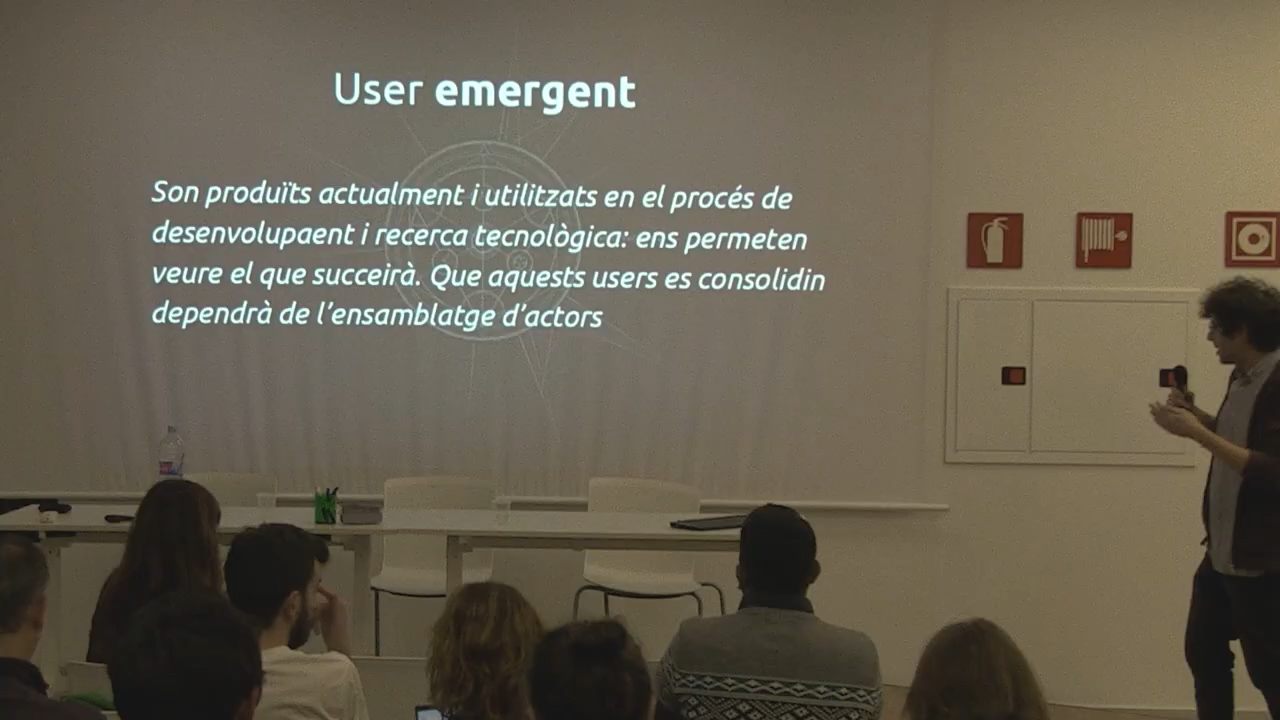 User emergent
Son produïts actualment i utilitzats en el procés de
desenvolupaent i recerca tecnològica: ens permeten
veure el que succeirà. Que aquests users es consolidin
dependrà de l'ensamblatge d'actors